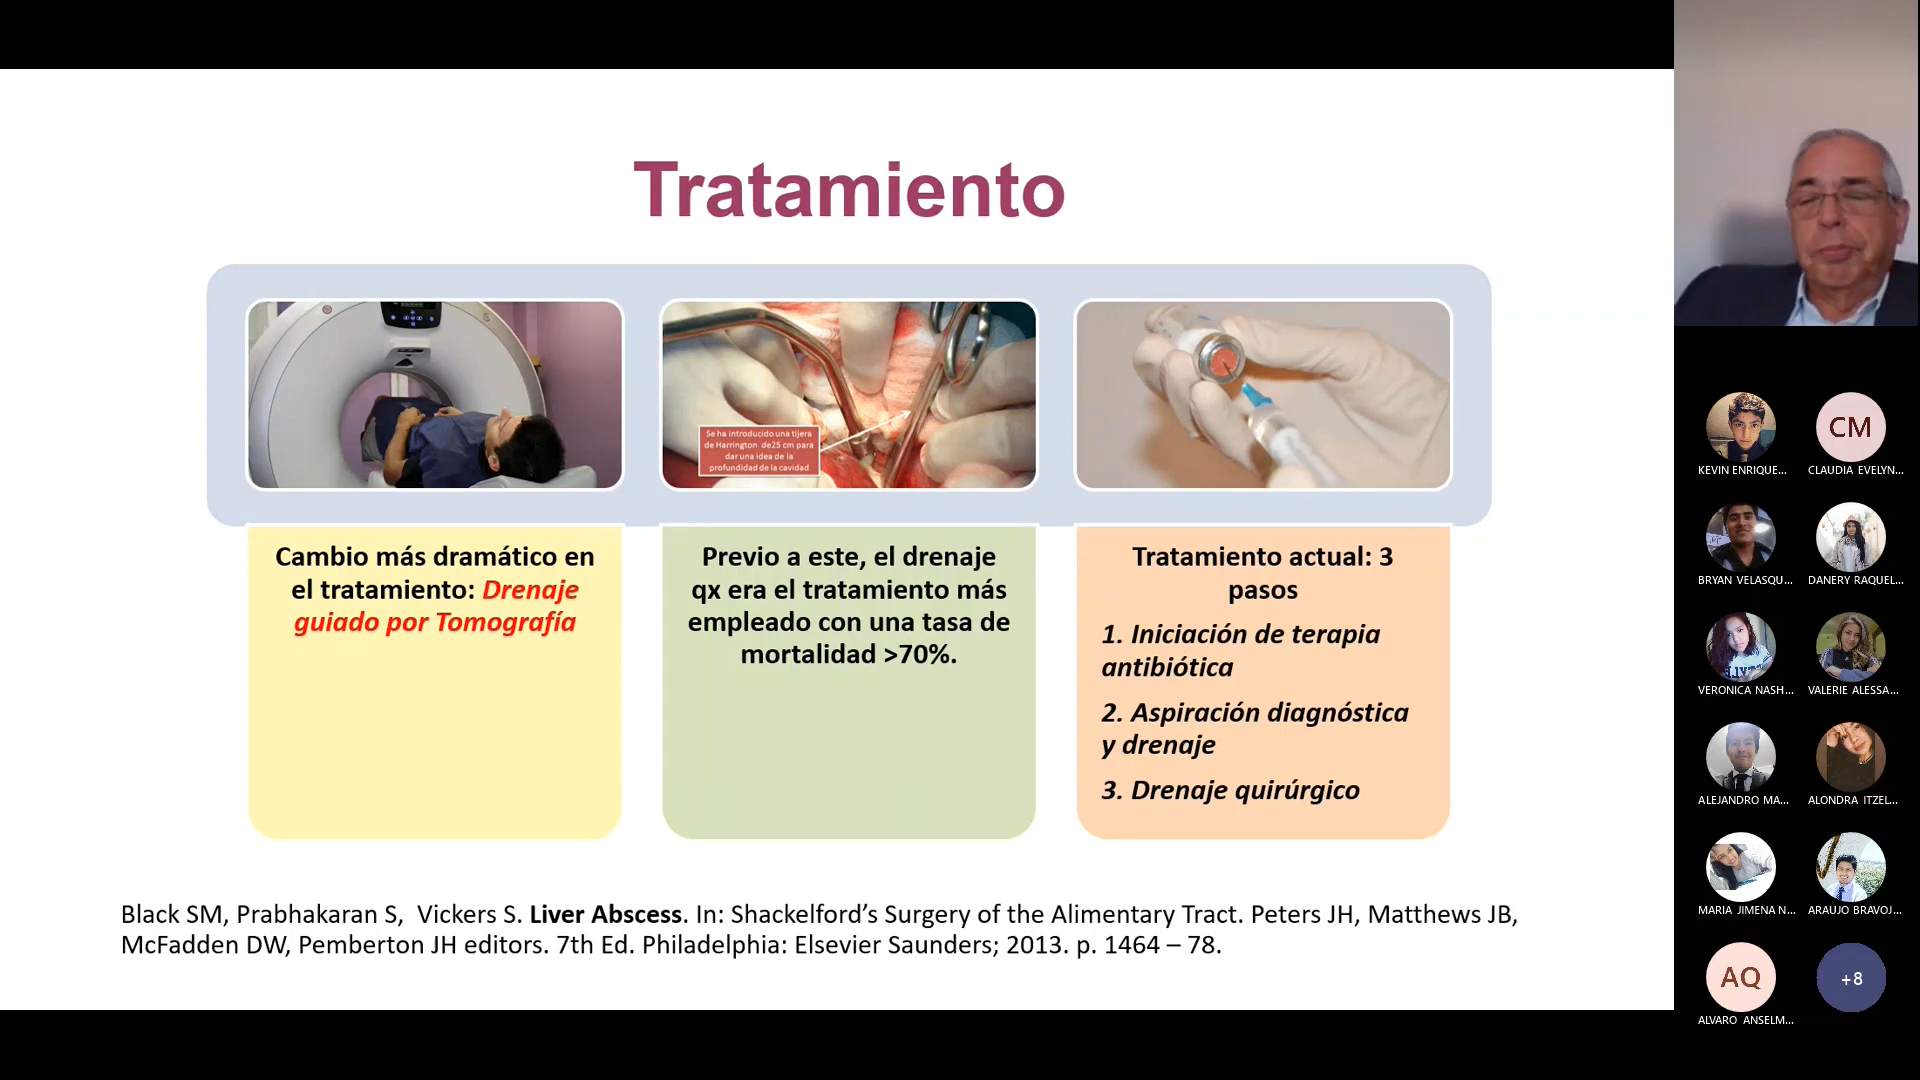 Tratamiento
Se ha introducido una tijera
de Harrington de25 cm para
dar una idea de la
profundidad de la cavidad
Cambio más dramático en
el tratamiento: Drenaje
guiado por Tomografía
Previo a este, el drenaje
qx era el tratamiento más
empleado con una tasa de
mortalidad >70%.
Tratamiento actual: 3
pasos
1. Iniciación de terapia
antibiótica
2. Aspiración diagnóstica
y drenaje
3. Drenaje quirúrgico
Black SM, Prabhakaran S,  Vickers S. Liver Abscess. In: Shackelford’s Surgery of the Alimentary Tract. Peters JH, Matthews JB,
McFadden DW, Pemberton JH editors. 7th Ed. Philadelphia: Elsevier Saunders; 2013. p. 1464 – 78.
CM
KEVIN ENRIQUE...
CLAUDIA EVELYN...
BRYAN VELASQU...
DANERY RAQUEL...
VERONICA NASH...
VALERIE ALESSA...
ALEJANDRO MA...
ALONDRA ITZEL...
MARIA JIMENA N...
ARAUJO BRAVOJ...
AQ
+8
ALVARO ANSELM...